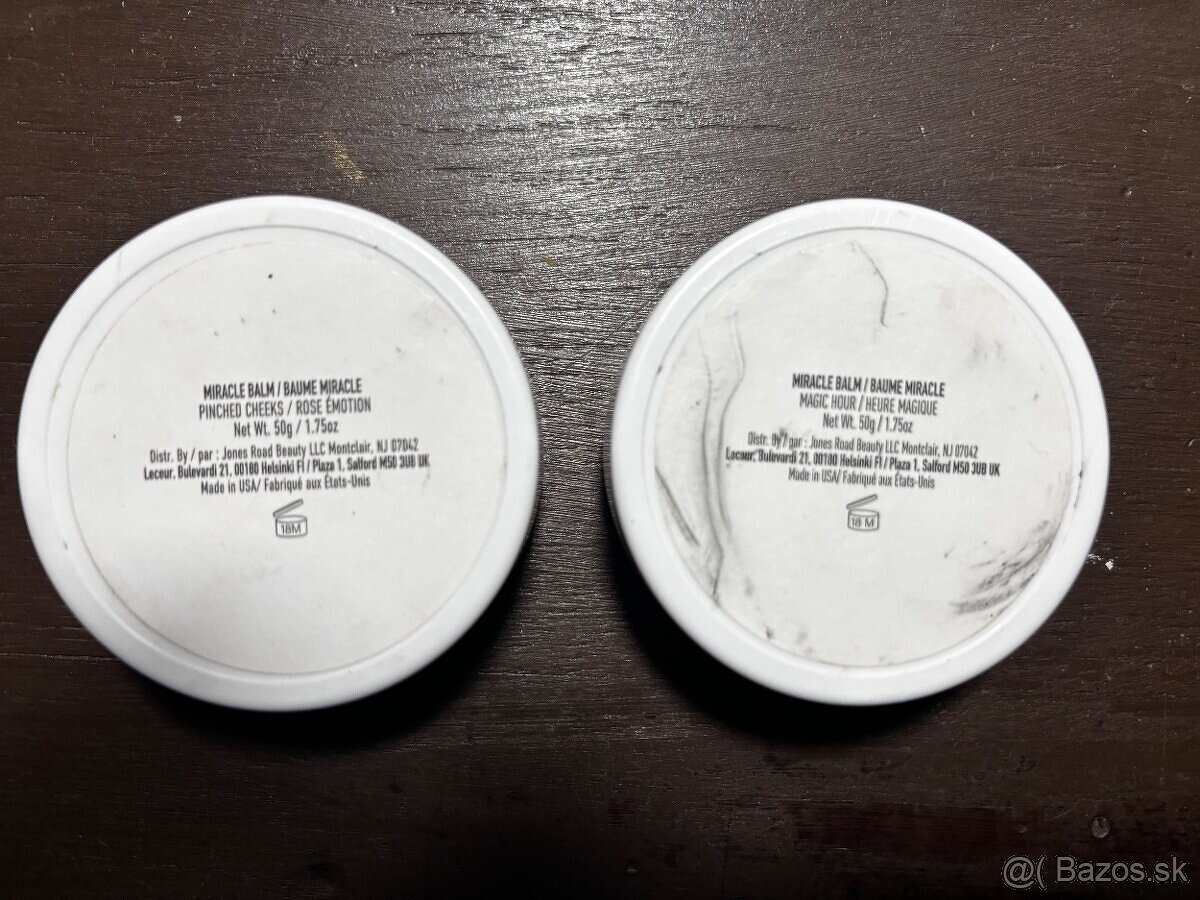 MIRACLE BALM / BAUME MIRACLE
PINCHED CHEEKS / ROSE ÉMOTION
Net Wt. 50g / 1.75oz
Distr. By / par : Jones Road Beauty LLC Montclair, NJ 07042
Leceur, Bulevardi 21, 00180 Helsinki FI / Plaza 1, Salford M50 3UB UK
Made in USA/ Fabriqué aux États-Unis
18M
MIRACLE BALM / BAUME MIRACLE
MAGIC HOUR / HEURE MAGIQUE
Net Wt. 50g / 1.75oz
Distr. By / par : Jones Road Beauty LLC Montclair, NJ 07042
Leceur, Bulevardi 21, 00180 Helsinki FI / Plaza 1, Salford M50 3UB UK
Made in USA/ Fabriqué aux États-Unis
18 M
@( Bazos.sk